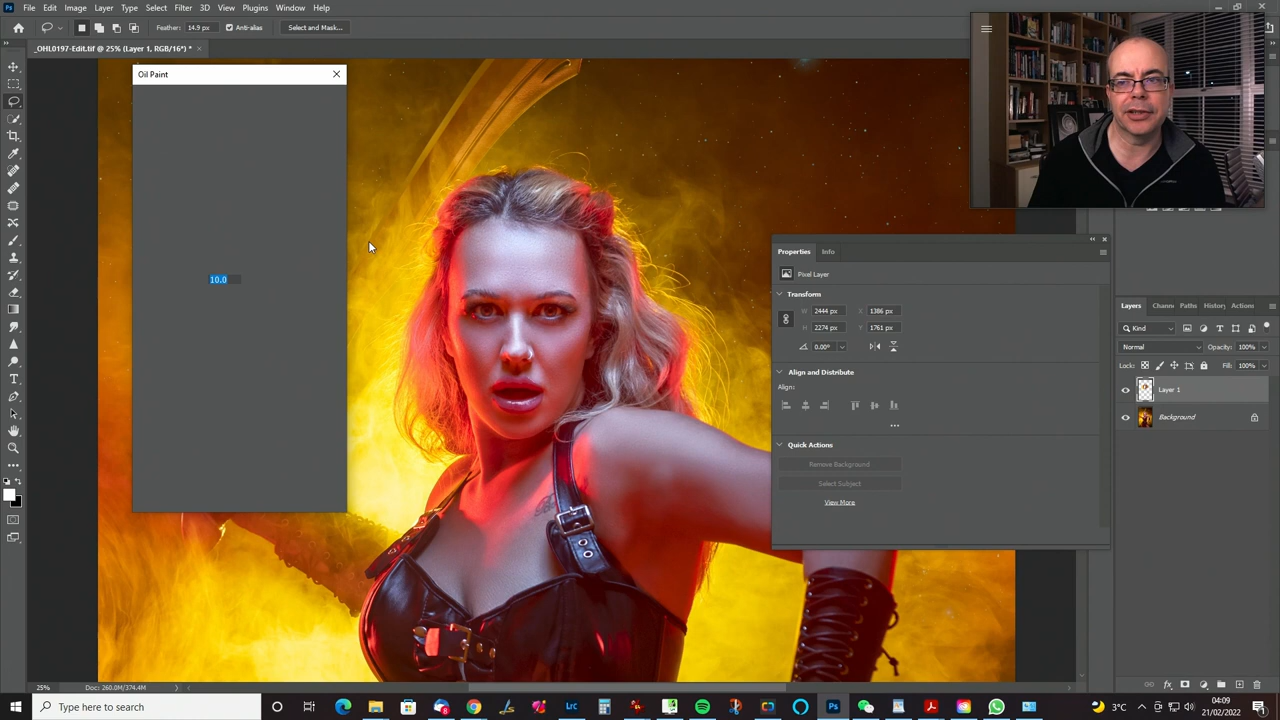 File Edit Image Layer Type Select Filter 3D View Plugins Window Help
Feather: 14.9 px Anti-alias Select and Mask...
_OHL0197-Edit.tif @ 25% (Layer 1, RGB/16*) * ×
Oil Paint
10.0
Properties Info
Pixel Layer
Transform
W 2444 px X 1386 px
H 2274 px Y 1761 px
0.00°
Align and Distribute
Align:
Quick Actions
Remove Background
Select Subject
View More
Layers Channe Paths History Actions
Kind
Normal Opacity: 100%
Lock: Fill: 100%
Layer 1
Background
25% Doc: 260.0M/374.4M
Type here to search
LrC
Ps
3°C
04:09
21/02/2022